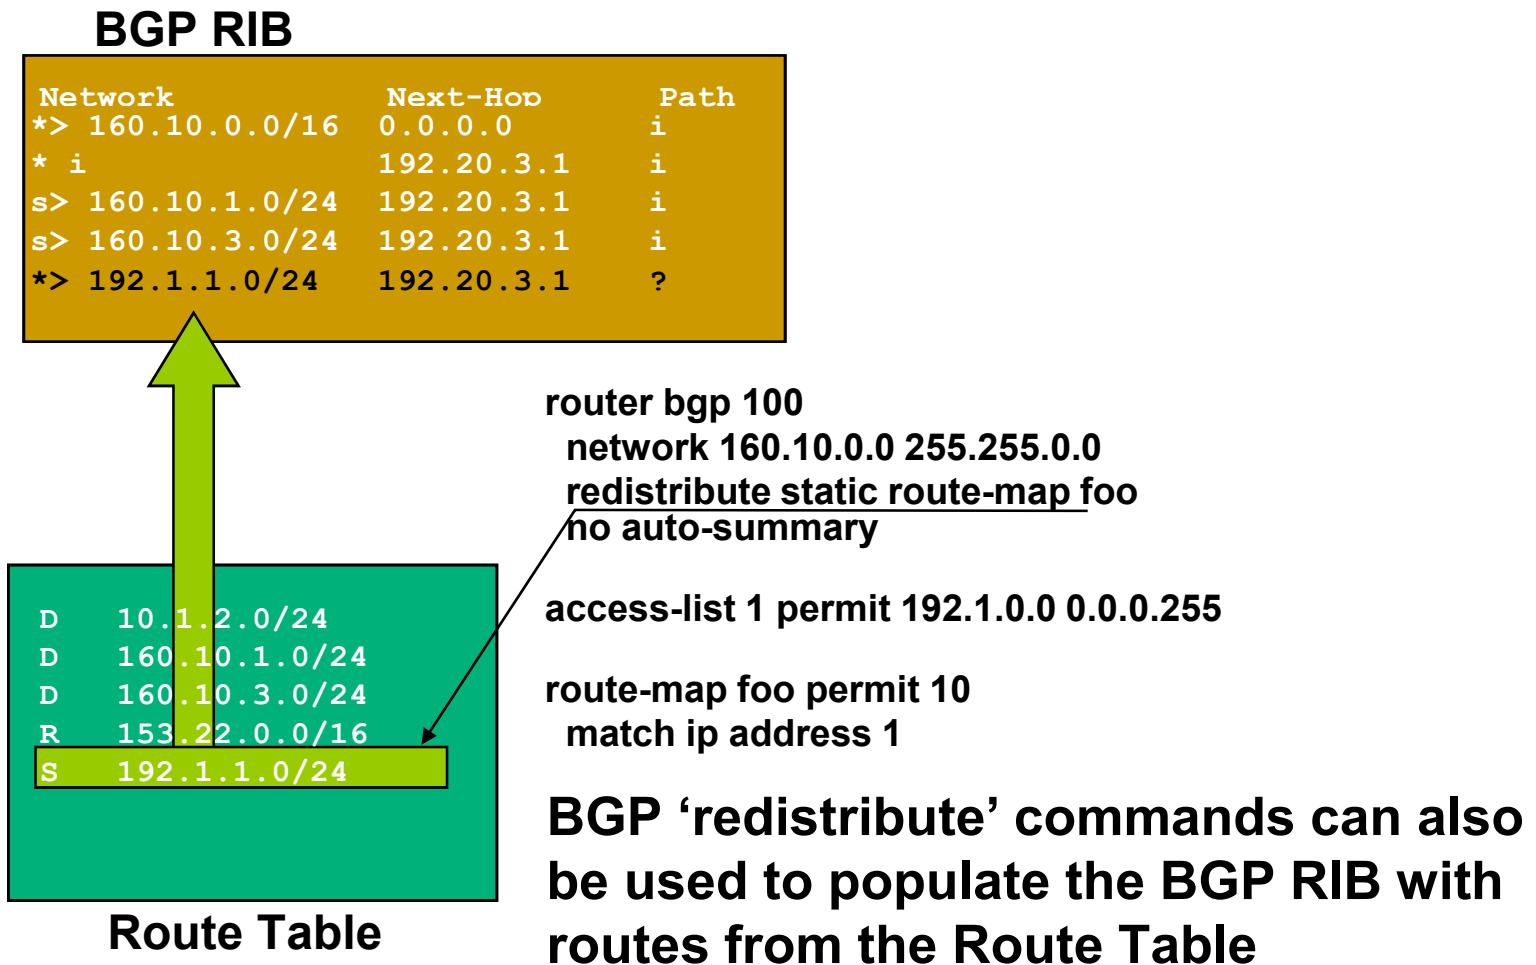 BGP RIB
Network Next-Hop Path
*> 160.10.0.0/16 0.0.0.0 i
* i 192.20.3.1 i
s> 160.10.1.0/24 192.20.3.1 i
s> 160.10.3.0/24 192.20.3.1 i
*> 192.1.1.0/24 192.20.3.1 ?
router bgp 100
network 160.10.0.0 255.255.0.0
redistribute static route-map foo
no auto-summary
access-list 1 permit 192.1.0.0 0.0.0.255
route-map foo permit 10
match ip address 1
D 10.1.2.0/24
D 160.10.1.0/24
D 160.10.3.0/24
R 153.22.0.0/16
S 192.1.1.0/24
Route Table
BGP ‘redistribute’ commands can also
be used to populate the BGP RIB with
routes from the Route Table